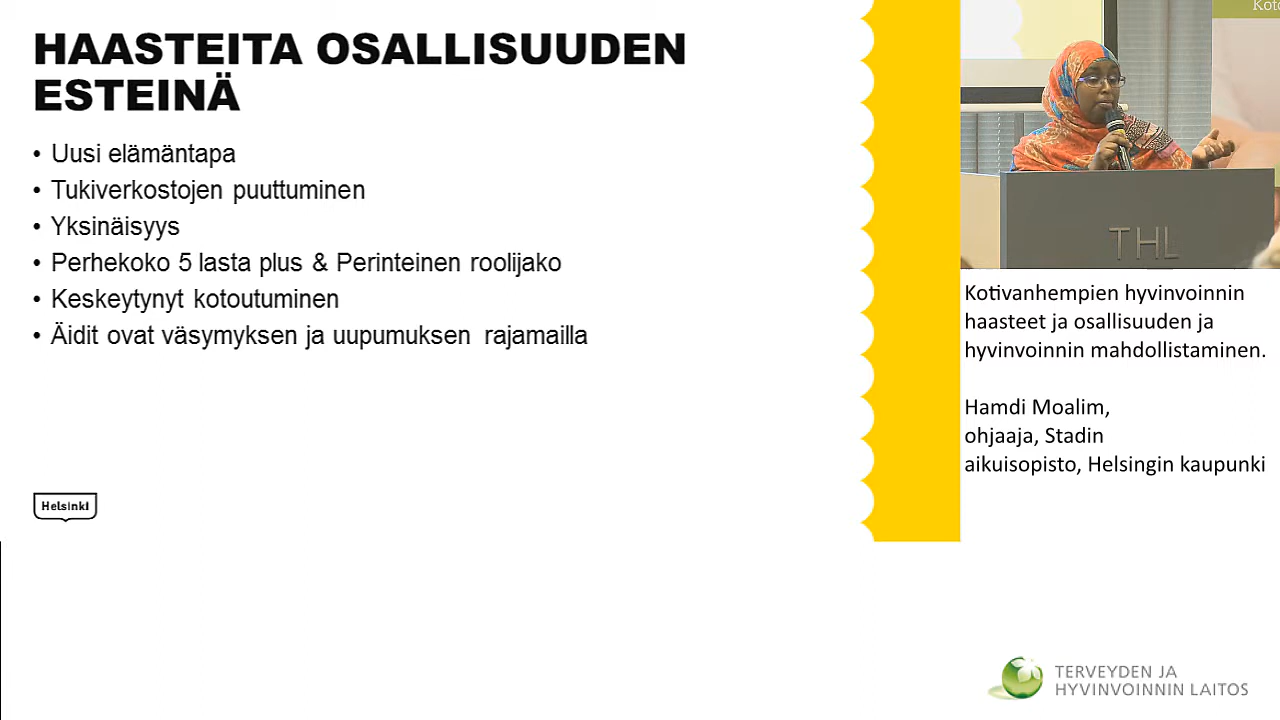 HAASTEITA OSALLISUUDEN
ESTEINÄ
• Uusi elämäntapa
• Tukiverkostojen puuttuminen
• Yksinäisyys
• Perhekoko 5 lasta plus & Perinteinen roolijako
• Keskeytynyt kotoutuminen
• Äidit ovat väsymyksen ja uupumuksen rajamailla
Helsinki
THL
Kotivanhempien hyvinvoinnin
haasteet ja osallisuuden ja
hyvinvoinnin mahdollistaminen.
Hamdi Moalim,
ohjaaja, Stadin
aikuisopisto, Helsingin kaupunki
TERVEYDEN JA
HYVINVOINNIN LAITOS